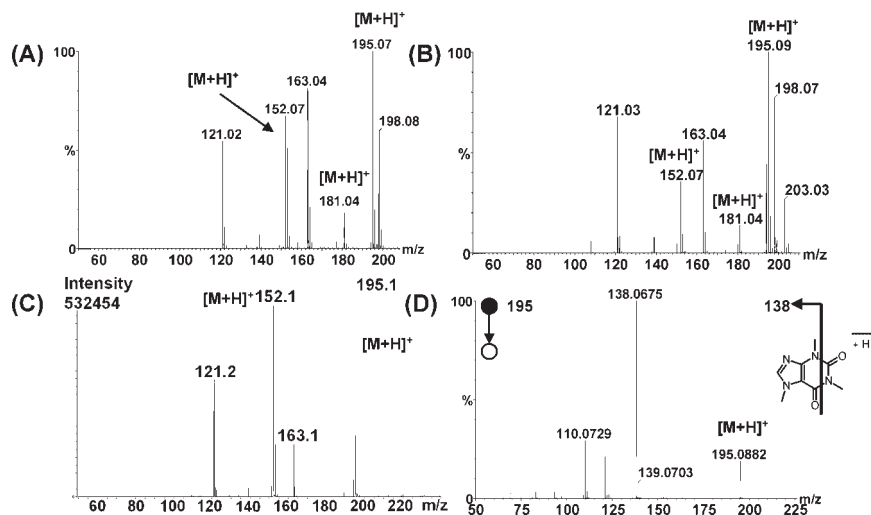 (A)
[M+H]+
195.07
100
163.04
[M+H]+
152.07
121.02
198.08
%
[M+H]+
181.04
0
60 80 100 120 140 160 180 200 m/z
(B)
[M+H]+
195.09
100
198.07
121.03
163.04
%
[M+H]+
152.07
[M+H]+
181.04
203.03
0
60 80 100 120 140 160 180 200 m/z
(C)
Intensity
532454
[M+H]+ 152.1
195.1
[M+H]+
121.2
163.1
60 80 100 120 140 160 180 200 220 m/z
(D)
100
195
138.0675
138
+ H
N
N
N
N
O
O
%
110.0729
[M+H]+
195.0882
139.0703
0
50 75 100 125 150 175 200 m/z 225